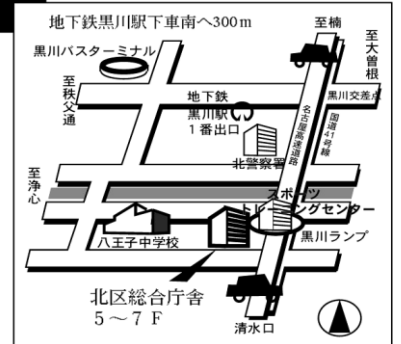 地下鉄黒川駅下車南へ300m
至楠
黒川バスターミナル
至大曽根
至秩父通
地下鉄
黒川駅
1番出口
黒川交差点
名古屋高速道路
国道41号線
北警察署
至浄心
スポーツ
トレーニングセンター
八王子中学校
黒川ランプ
北区総合庁舎
5～7F
清水口